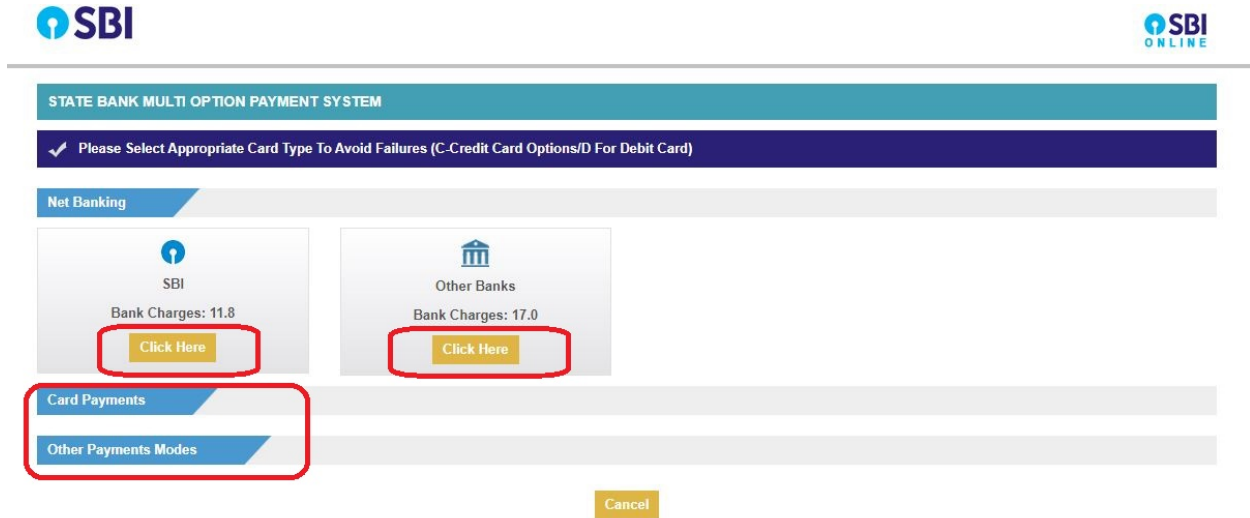 SBI
SBI
ONLINE
STATE BANK MULTI OPTION PAYMENT SYSTEM
Please Select Appropriate Card Type To Avoid Failures (C-Credit Card Options/D For Debit Card)
Net Banking
SBI
Bank Charges: 11.8
Click Here
Other Banks
Bank Charges: 17.0
Click Here
Card Payments
Other Payments Modes
Cancel